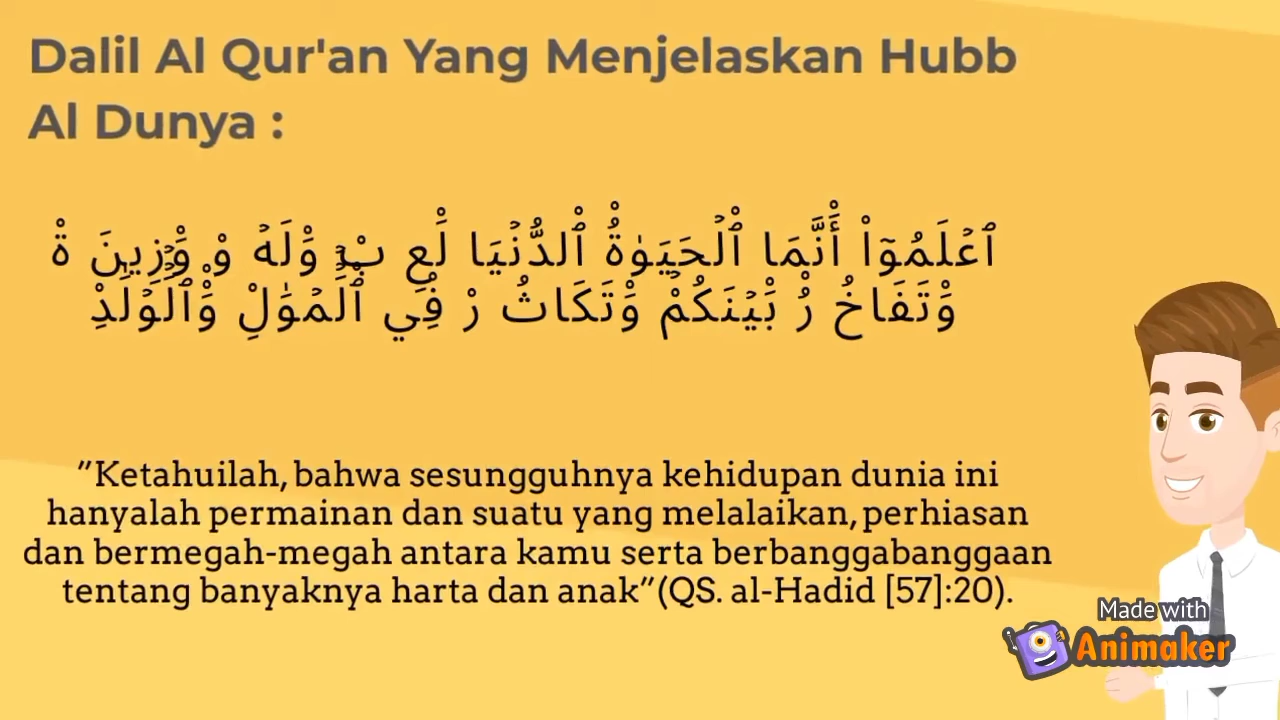 Dalil Al Qur'an Yang Menjelaskan Hubb
Al Dunya :
ٱعۡلَمُوٓاْ أَنَّمَا ٱلۡحَيَوٰةُ ٱلدُّنۡيَا لَعِ بٞ وَلَهۡ وٞ وَزِينَ ةٞ
وَتَفَاخُ رُۢ بَيۡنَكُمۡ وَتَكَاثُ رٞ فِي ٱلۡمۡوَٰلِ وَٱلۡوۡلَٰدِ
”Ketahuilah, bahwa sesungguhnya kehidupan dunia ini
hanyalah permainan dan suatu yang melalaikan, perhiasan
dan bermegah-megah antara kamu serta berbanggabanggaan
tentang banyaknya harta dan anak”(QS. al-Hadid [57]:20).
Made with
Animaker